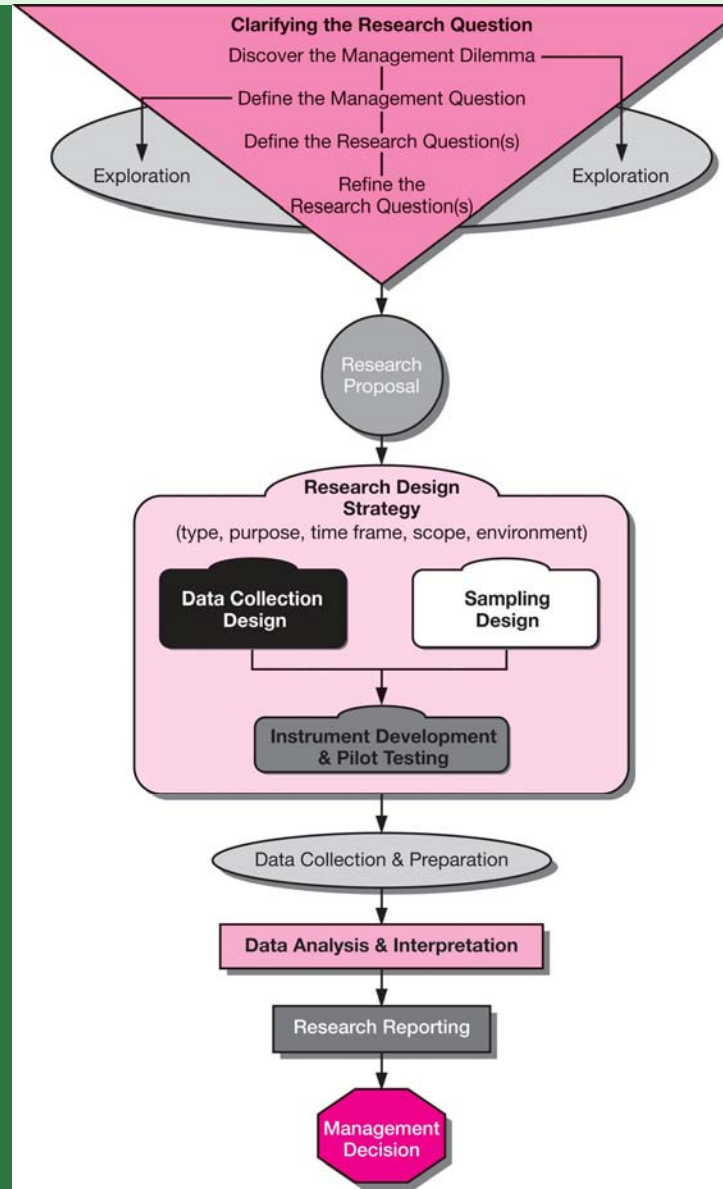 Clarifying the Research Question
Discover the Management Dilemma
Define the Management Question
Define the Research Question(s)
Exploration
Exploration
Refine the
Research Question(s)
Research
Proposal
Research Design
Strategy
(type, purpose, time frame, scope, environment)
Data Collection
Design
Sampling
Design
Instrument Development
& Pilot Testing
Data Collection & Preparation
Data Analysis & Interpretation
Research Reporting
Management
Decision